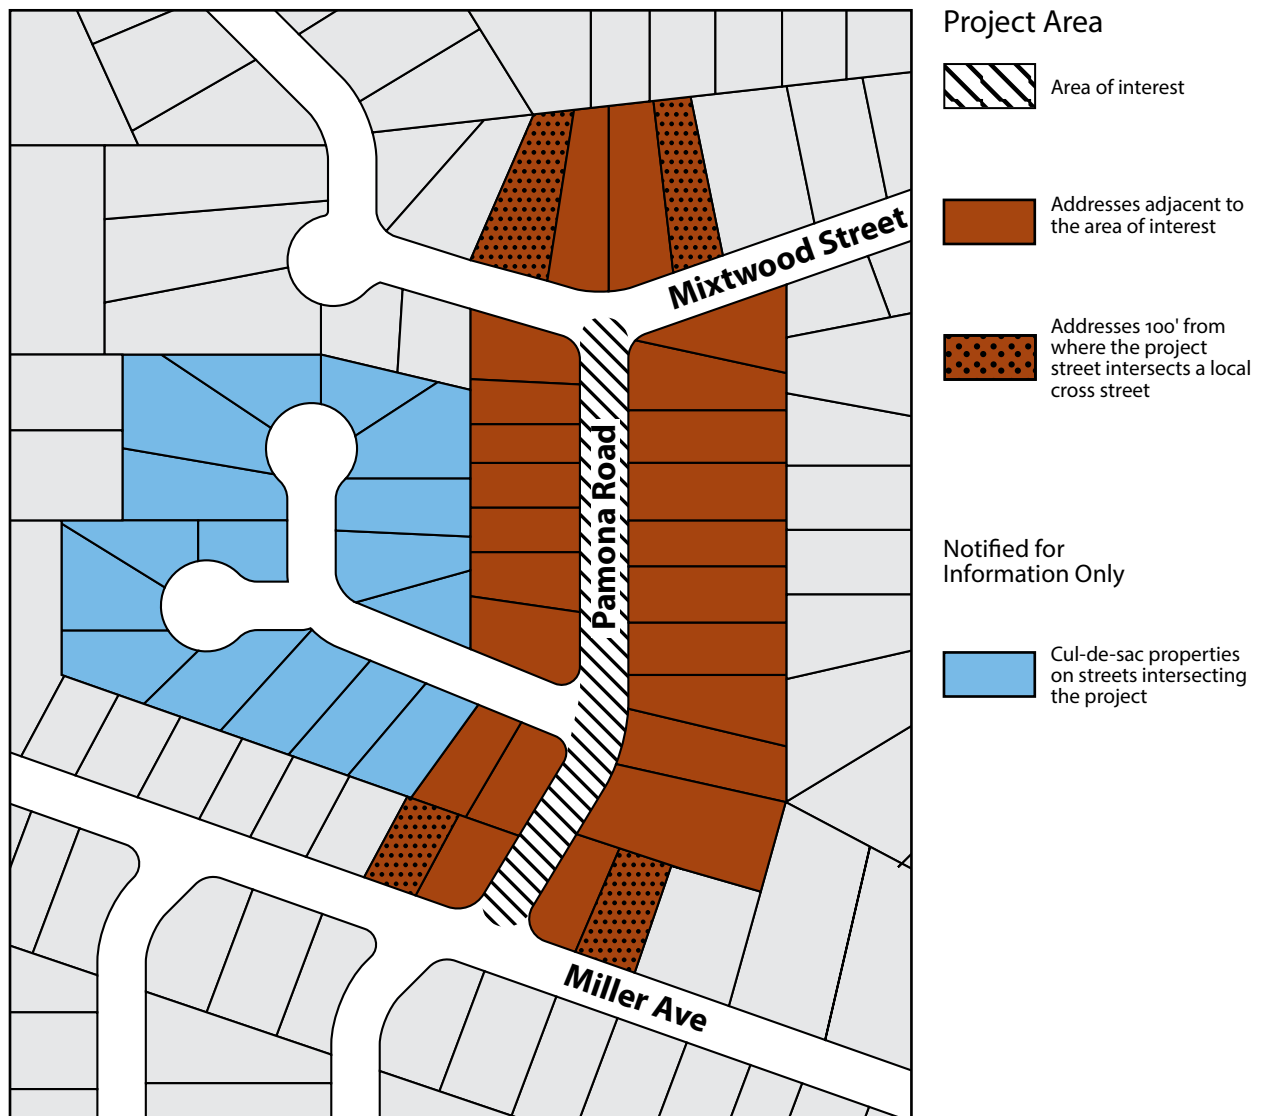 Project Area
Area of interest
Addresses adjacent to
the area of interest
Addresses 100' from
where the project
street intersects a local
cross street
Notified for
Information Only
Cul-de-sac properties
on streets intersecting
the project
Mixtwood Street
Pamona Road
Miller Ave